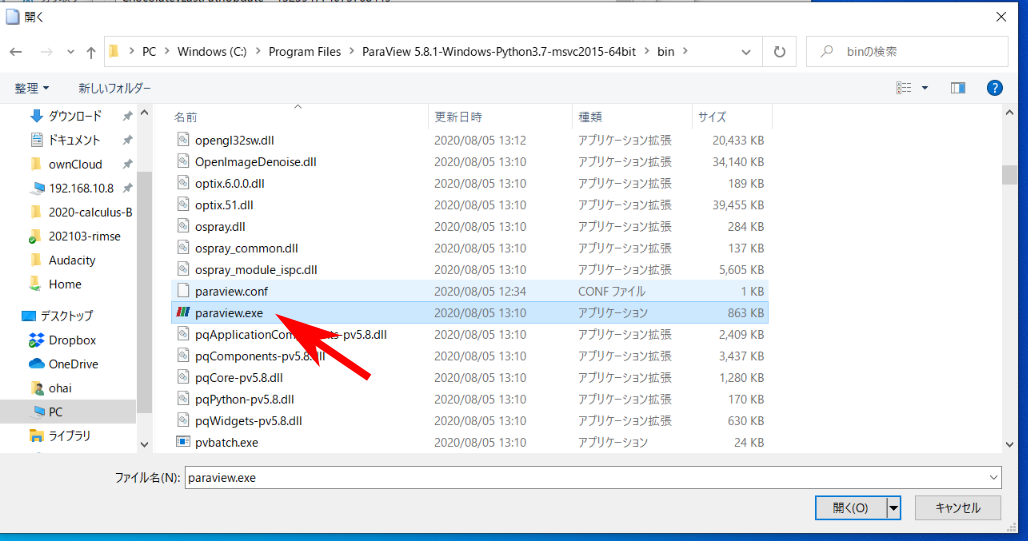 開く
PC > Windows (C:) > Program Files > ParaView 5.8.1-Windows-Python3.7-msvc2015-64bit > bin >
binの検索
整理 新しいフォルダー
ダウンロード
ドキュメント
ownCloud
192.168.10.8
2020-calculus-B
202103-rimse
Audacity
Home
デスクトップ
Dropbox
OneDrive
ohai
PC
ライブラリ
名前 更新日時 種類 サイズ
opengl32sw.dll 2020/08/05 13:12 アプリケーション拡張 20,433 KB
OpenImageDenoise.dll 2020/08/05 13:10 アプリケーション拡張 34,140 KB
optix.6.0.0.dll 2020/08/05 13:10 アプリケーション拡張 189 KB
optix.51.dll 2020/08/05 13:10 アプリケーション拡張 39,455 KB
ospray.dll 2020/08/05 13:10 アプリケーション拡張 284 KB
ospray_common.dll 2020/08/05 13:10 アプリケーション拡張 137 KB
ospray_module_ispc.dll 2020/08/05 13:10 アプリケーション拡張 5,605 KB
paraview.conf 2020/08/05 12:34 CONF ファイル 1 KB
paraview.exe 2020/08/05 13:10 アプリケーション 863 KB
2020/08/05 13:10 アプリケーション拡張 2,409 KB
pqComponents-pv5.8.dll 2020/08/05 13:10 アプリケーション拡張 3,437 KB
pqCore-pv5.8.dll 2020/08/05 13:10 アプリケーション拡張 1,280 KB
pqPython-pv5.8.dll 2020/08/05 13:10 アプリケーション拡張 170 KB
pqWidgets-pv5.8.dll 2020/08/05 13:10 アプリケーション拡張 630 KB
pvbatch.exe 2020/08/05 13:10 アプリケーション 24 KB
ファイル名(N): paraview.exe
開く(O) キャンセル